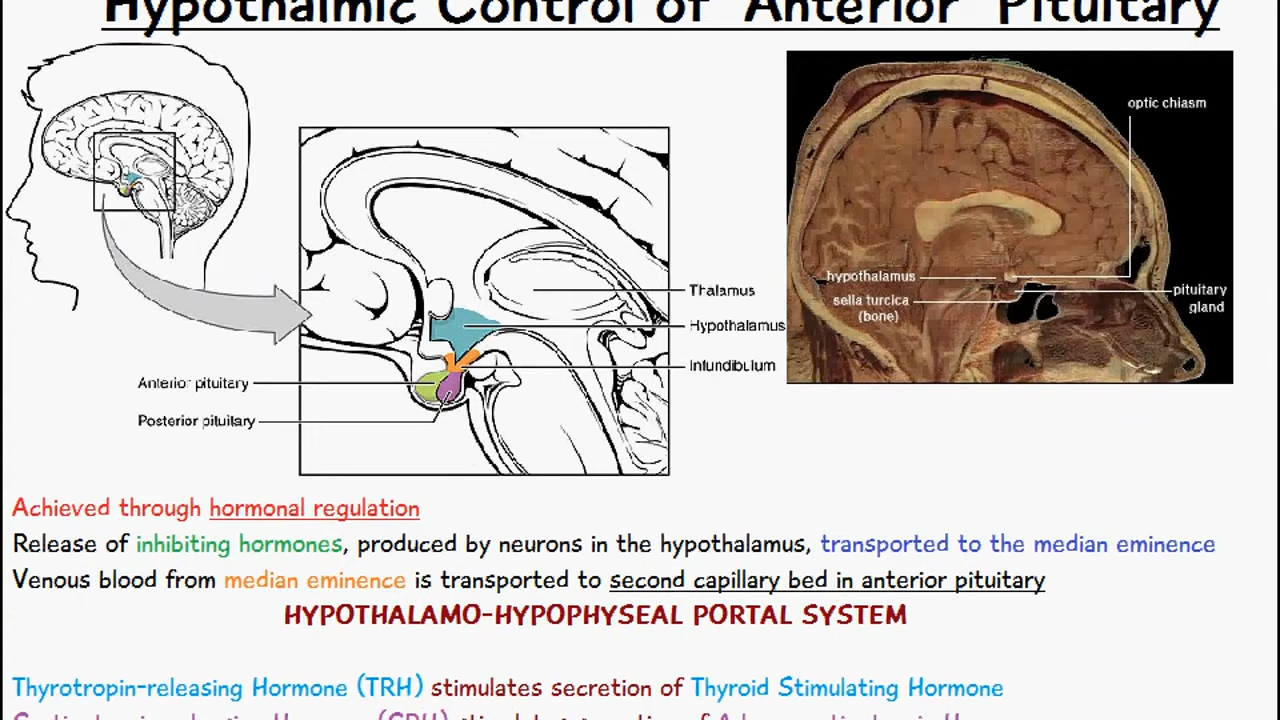 Hypothalmic Control of "Anterior" Pituitary
optic chiasm
hypothalamus
sella turcica
(bone)
pituitary
gland
Thalamus
Hypothalamus
Infundibulum
Anterior pituitary
Posterior pituitary
Achieved through hormonal regulation
Release of inhibiting hormones, produced by neurons in the hypothalamus, transported to the median eminence
Venous blood from median eminence is transported to second capillary bed in anterior pituitary
HYPOTHALAMO-HYPOPHYSEAL PORTAL SYSTEM
Thyrotropin-releasing Hormone (TRH) stimulates secretion of Thyroid Stimulating Hormone